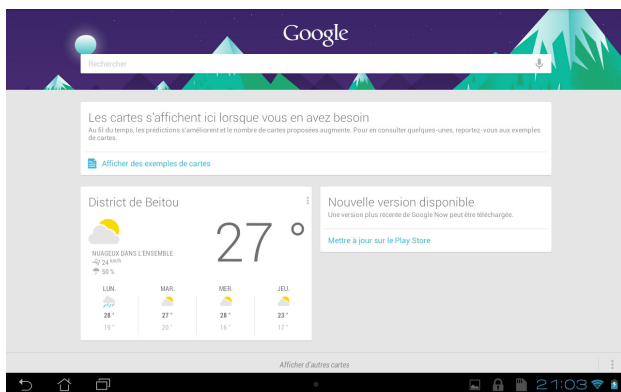 Google
Rechercher
Les cartes s'affichent ici lorsque vous en avez besoin
Au fil du temps, les prédictions s'améliorent et le nombre de cartes proposées augmente. Pour en consulter quelques-unes, reportez-vous aux exemples
de cartes.
Afficher des exemples de cartes
District de Beitou
27 °
NUAGEUX DANS L'ENSEMBLE
24 km/h
50 %
LUN. MAR. MER. JEU.
28 ° 27 ° 28 ° 23 °
19 ° 20 ° 16 ° 17 °
Nouvelle version disponible
Une version plus récente de Google Now peut être téléchargée.
Mettre à jour sur le Play Store
Afficher d'autres cartes
21:03